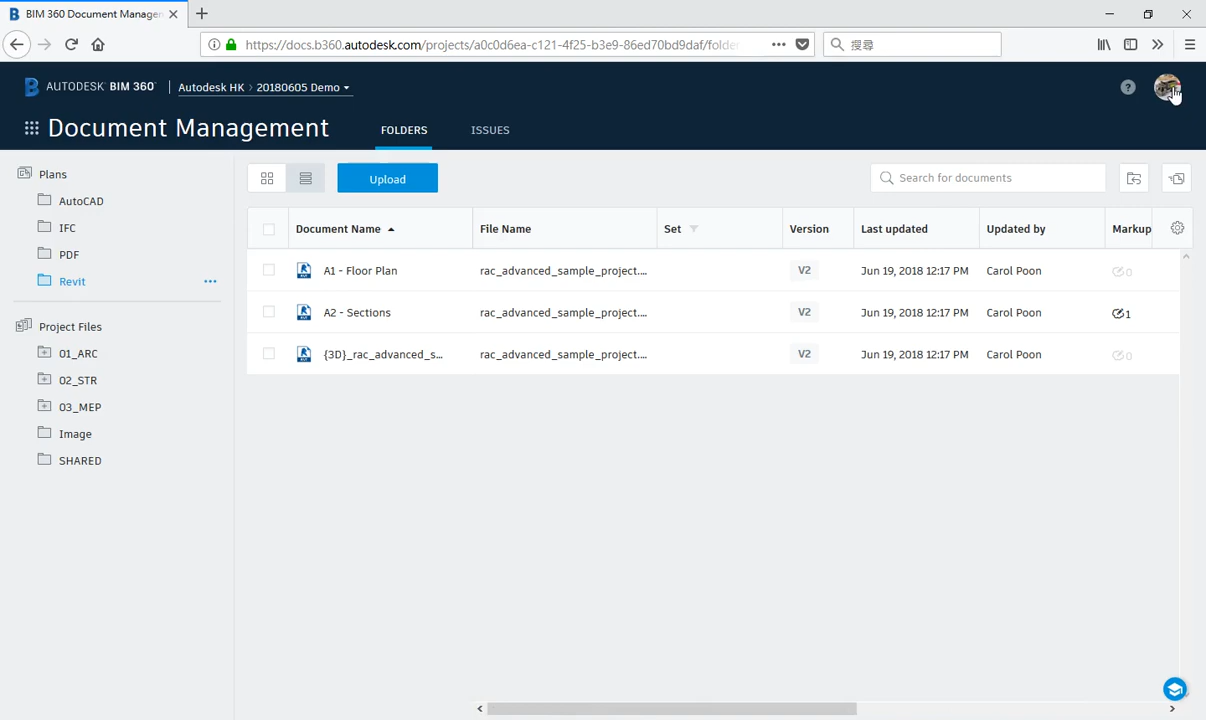 BIM 360 Document Managemen
https://docs.b360.autodesk.com/projects/a0c0d6ea-c121-4f25-b3e9-86ed70bd9daf/folde
搜尋
AUTODESK BIM 360
Autodesk HK > 20180605 Demo
Document Management
FOLDERS
ISSUES
Plans
AutoCAD
IFC
PDF
Revit
Project Files
01_ARC
02_STR
03_MEP
Image
SHARED
Upload
Search for documents
Document Name File Name Set Version Last updated Updated by Markup
A1 - Floor Plan rac_advanced_sample_project.... V2 Jun 19, 2018 12:17 PM Carol Poon 0
A2 - Sections rac_advanced_sample_project.... V2 Jun 19, 2018 12:17 PM Carol Poon 1
{3D}_rac_advanced_s... rac_advanced_sample_project.... V2 Jun 19, 2018 12:17 PM Carol Poon 0